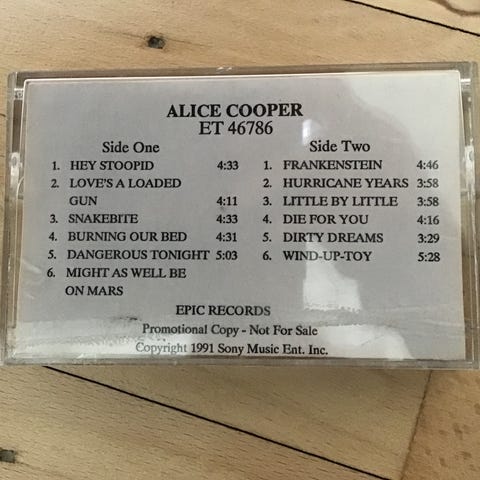 ALICE COOPER
ET 46786
Side One
1. HEY STOOPID 4:33
2. LOVE'S A LOADED
GUN 4:11
3. SNAKEBITE 4:33
4. BURNING OUR BED 4:31
5. DANGEROUS TONIGHT 5:03
6. MIGHT AS WELL BE
ON MARS
Side Two
1. FRANKENSTEIN 4:46
2. HURRICANE YEARS 3:58
3. LITTLE BY LITTLE 3:58
4. DIE FOR YOU 4:16
5. DIRTY DREAMS 3:29
6. WIND-UP-TOY 5:28
EPIC RECORDS
Promotional Copy - Not For Sale
Copyright 1991 Sony Music Ent. Inc.